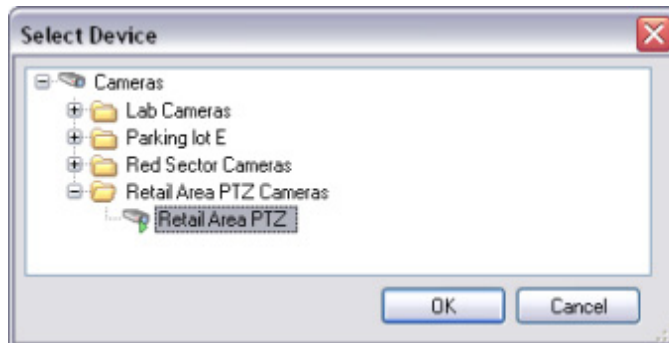 Select Device
Cameras
Lab Cameras
Parking lot E
Red Sector Cameras
Retail Area PTZ Cameras
Retail Area PTZ
OK
Cancel